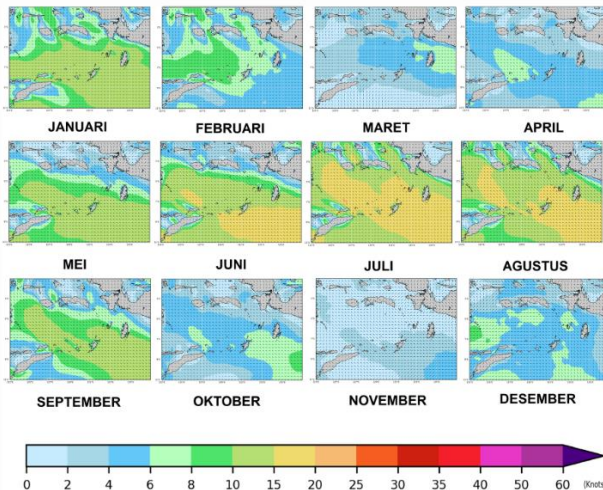 JANUARI FEBRUARI MARET APRIL
MEI JUNI JULI AGUSTUS
SEPTEMBER OKTOBER NOVEMBER DESEMBER
0 2 4 6 8 10 15 20 25 30 35 40 50 60 (Knots